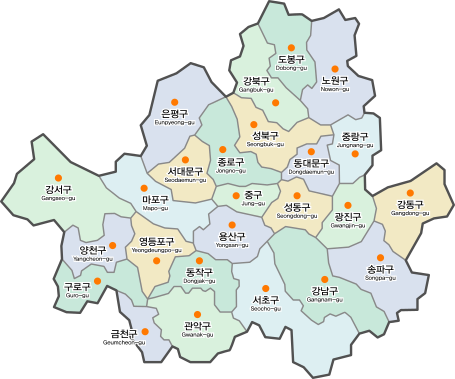 도봉구
Dobong-gu
노원구
Nowon-gu
강북구
Gangbuk-gu
은평구
Eunpyeong-gu
성북구
Seongbuk-gu
중랑구
Jungnang-gu
종로구
Jongno-gu
동대문구
Dongdaemun-gu
서대문구
Seodaemun-gu
강서구
Gangseo-gu
마포구
Mapo-gu
중구
Jung-gu
성동구
Seongdong-gu
광진구
Gwangjin-gu
강동구
Gangdong-gu
용산구
Yongsan-gu
양천구
Yangcheon-gu
영등포구
Yeongdeungpo-gu
송파구
Songpa-gu
동작구
Dongjak-gu
구로구
Guro-gu
서초구
Seocho-gu
강남구
Gangnam-gu
관악구
Gwanak-gu
금천구
Geumcheon-gu